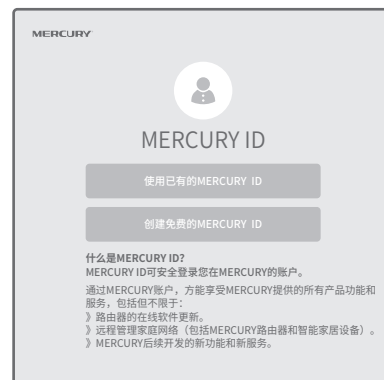 MERCURY
MERCURY ID
使用已有的MERCURY ID
创建免费的MERCURY ID
什么是MERCURY ID?
MERCURY ID可安全登录您在MERCURY的账户。
通过MERCURY账户，方能享受MERCURY提供的所有产品功能和
服务，包括但不限于：
》路由器的在线软件更新。
》远程管理家庭网络（包括MERCURY路由器和智能家居设备）。
》MERCURY后续开发的新功能和新服务。